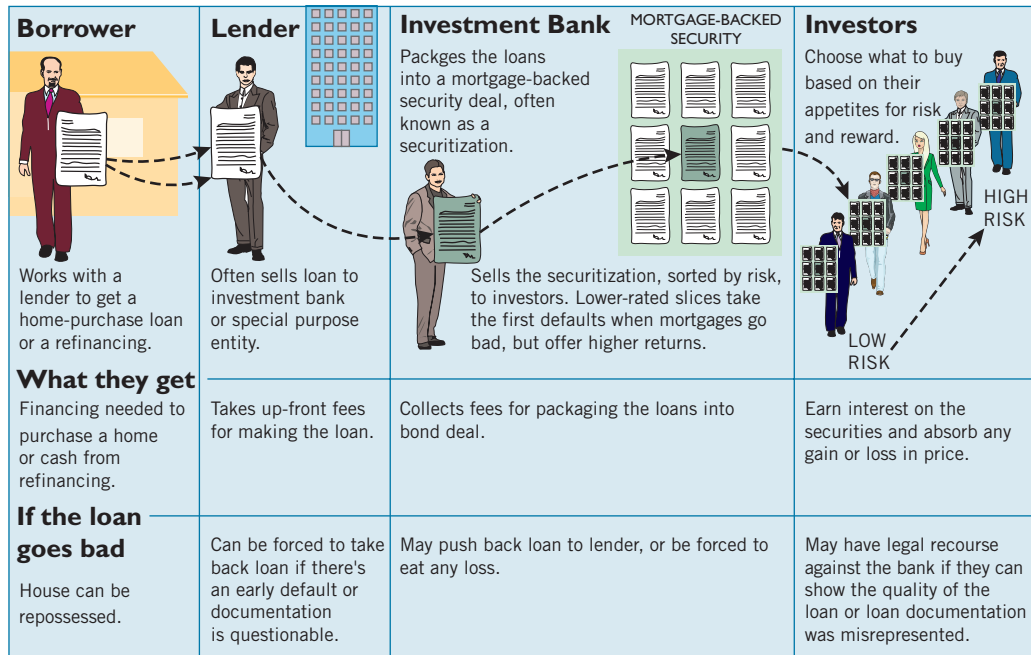 Borrower
Works with a
lender to get a
home-purchase loan
or a refinancing.
Lender
Often sells loan to
investment bank
or special purpose
entity.
Investment Bank
Packges the loans
into a mortgage-backed
security deal, often
known as a
securitization.
MORTGAGE-BACKED
SECURITY
Sells the securitization, sorted by risk,
to investors. Lower-rated slices take
the first defaults when mortgages go
bad, but offer higher returns.
Investors
Choose what to buy
based on their
appetites for risk
and reward.
HIGH
RISK
LOW
RISK
What they get
Financing needed to
purchase a home
or cash from
refinancing.
Takes up-front fees
for making the loan.
Collects fees for packaging the loans into
bond deal.
Earn interest on the
securities and absorb any
gain or loss in price.
If the loan
goes bad
House can be
repossessed.
Can be forced to take
back loan if there's
an early default or
documentation
is questionable.
May push back loan to lender, or be forced to
eat any loss.
May have legal recourse
against the bank if they can
show the quality of the
loan or loan documentation
was misrepresented.